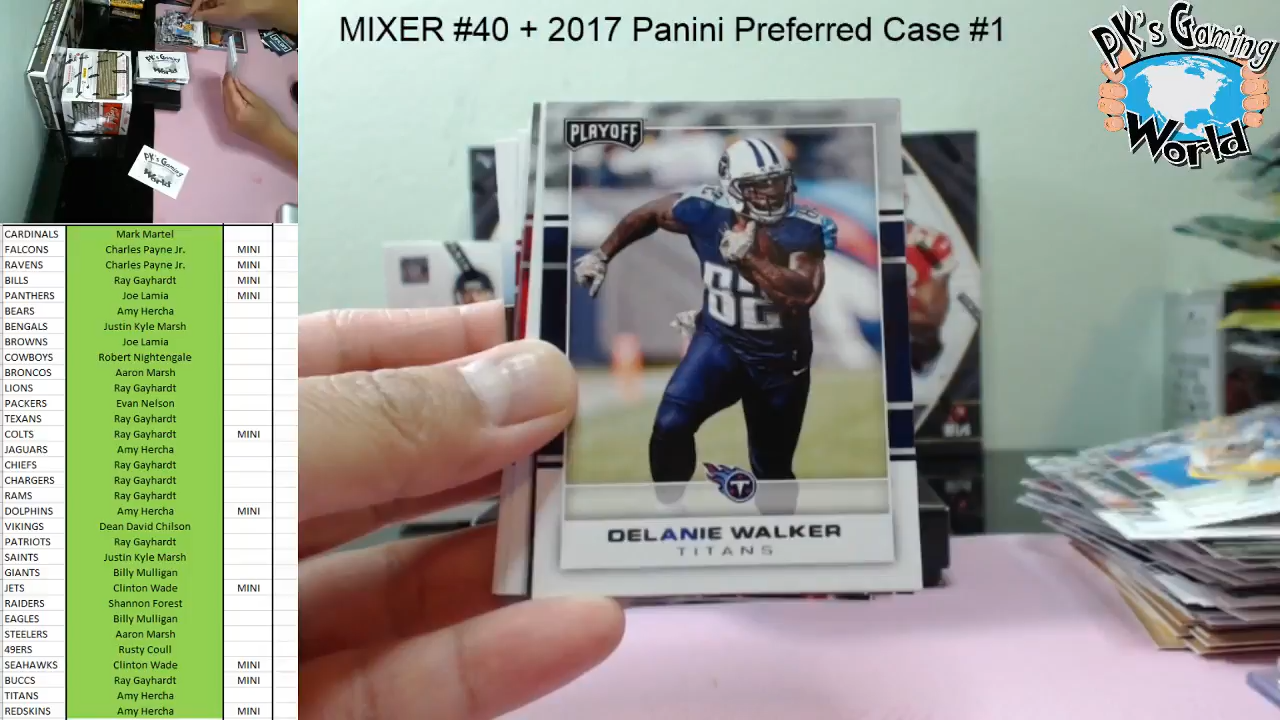 MIXER #40 + 2017 Panini Preferred Case #1
PK's Gaming
World
PK's Gaming
World
PLAYOFF
82
DELANIE WALKER
TITANS
CARDINALS Mark Martel
FALCONS Charles Payne Jr. MINI
RAVENS Charles Payne Jr. MINI
BILLS Ray Gayhardt MINI
PANTHERS Joe Lamia MINI
BEARS Amy Hercha
BENGALS Justin Kyle Marsh
BROWNS Joe Lamia
COWBOYS Robert Nightengale
BRONCOS Aaron Marsh
LIONS Ray Gayhardt
PACKERS Evan Nelson
TEXANS Ray Gayhardt
COLTS Ray Gayhardt MINI
JAGUARS Amy Hercha
CHIEFS Ray Gayhardt
CHARGERS Ray Gayhardt
RAMS Ray Gayhardt
DOLPHINS Amy Hercha MINI
VIKINGS Dean David Chilson
PATRIOTS Ray Gayhardt
SAINTS Justin Kyle Marsh
GIANTS Billy Mulligan
JETS Clinton Wade MINI
RAIDERS Shannon Forest
EAGLES Billy Mulligan
STEELERS Aaron Marsh
49ERS Rusty Coull
SEAHAWKS Clinton Wade MINI
BUCCS Ray Gayhardt MINI
TITANS Amy Hercha
REDSKINS Amy Hercha MINI